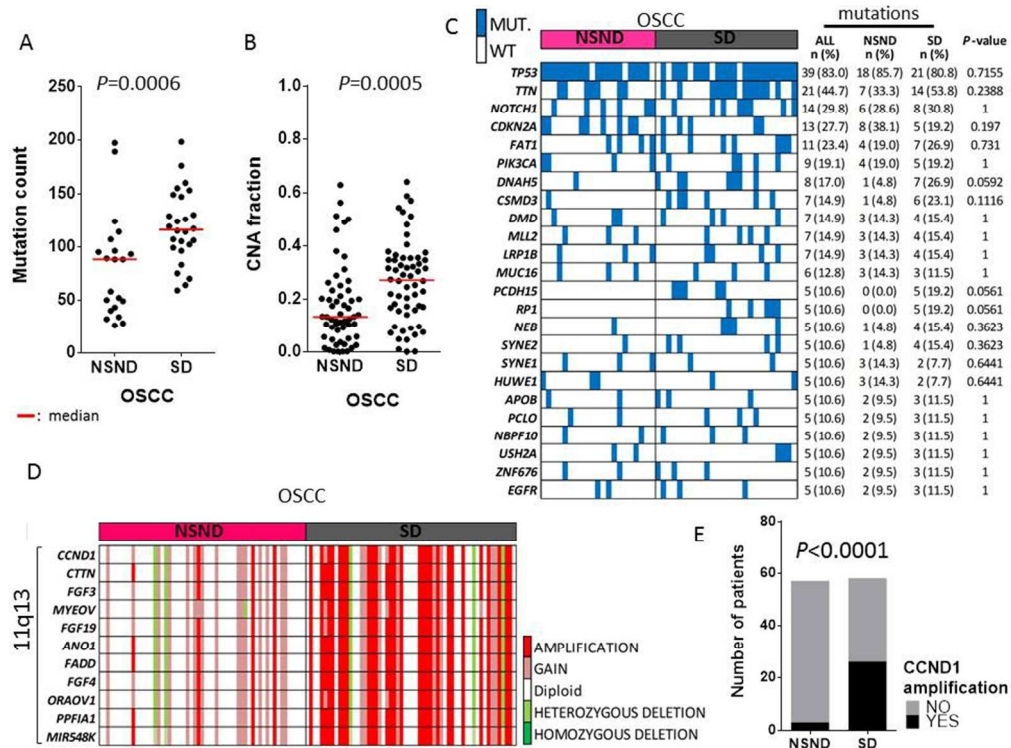 A
P=0.0006
Mutation count
250
200
150
100
50
0
NSND SD
OSCC
—: median
B
P=0.0005
CNA fraction
1.0
0.8
0.6
0.4
0.2
0.0
NSND SD
OSCC
C
MUT.
WT
OSCC
NSND SD
mutations
ALL n (%) NSND n (%) SD n (%) P-value
TP53 39 (83.0) 18 (85.7) 21 (80.8) 0.7155
TTN 21 (44.7) 7 (33.3) 14 (53.8) 0.2388
NOTCH1 14 (29.8) 6 (28.6) 8 (30.8) 1
CDKN2A 13 (27.7) 8 (38.1) 5 (19.2) 0.197
FAT1 11 (23.4) 4 (19.0) 7 (26.9) 0.731
PIK3CA 9 (19.1) 4 (19.0) 5 (19.2) 1
DNAH5 8 (17.0) 1 (4.8) 7 (26.9) 0.0592
CSMD3 7 (14.9) 1 (4.8) 6 (23.1) 0.1116
DMD 7 (14.9) 3 (14.3) 4 (15.4) 1
MLL2 7 (14.9) 3 (14.3) 4 (15.4) 1
LRP1B 7 (14.9) 3 (14.3) 4 (15.4) 1
MUC16 6 (12.8) 3 (14.3) 3 (11.5) 1
PCDH15 5 (10.6) 0 (0.0) 5 (19.2) 0.0561
RP1 5 (10.6) 0 (0.0) 5 (19.2) 0.0561
NEB 5 (10.6) 1 (4.8) 4 (15.4) 0.3623
SYNE2 5 (10.6) 1 (4.8) 4 (15.4) 0.3623
SYNE1 5 (10.6) 3 (14.3) 2 (7.7) 0.6441
HUWE1 5 (10.6) 3 (14.3) 2 (7.7) 0.6441
APOB 5 (10.6) 2 (9.5) 3 (11.5) 1
PCLO 5 (10.6) 2 (9.5) 3 (11.5) 1
NBPF10 5 (10.6) 2 (9.5) 3 (11.5) 1
USH2A 5 (10.6) 2 (9.5) 3 (11.5) 1
ZNF676 5 (10.6) 2 (9.5) 3 (11.5) 1
EGFR 5 (10.6) 2 (9.5) 3 (11.5) 1
D
OSCC
NSND SD
11q13
CCND1
CTTN
FGF3
MYEOV
FGF19
ANO1
FADD
FGF4
ORAOV1
PPFIA1
MIR548K
AMPLIFICATION
GAIN
Diploid
HETEROZYGOUS DELETION
HOMOZYGOUS DELETION
E
P<0.0001
Number of patients
80
60
40
20
0
NSND SD
CCND1
amplification
NO
YES